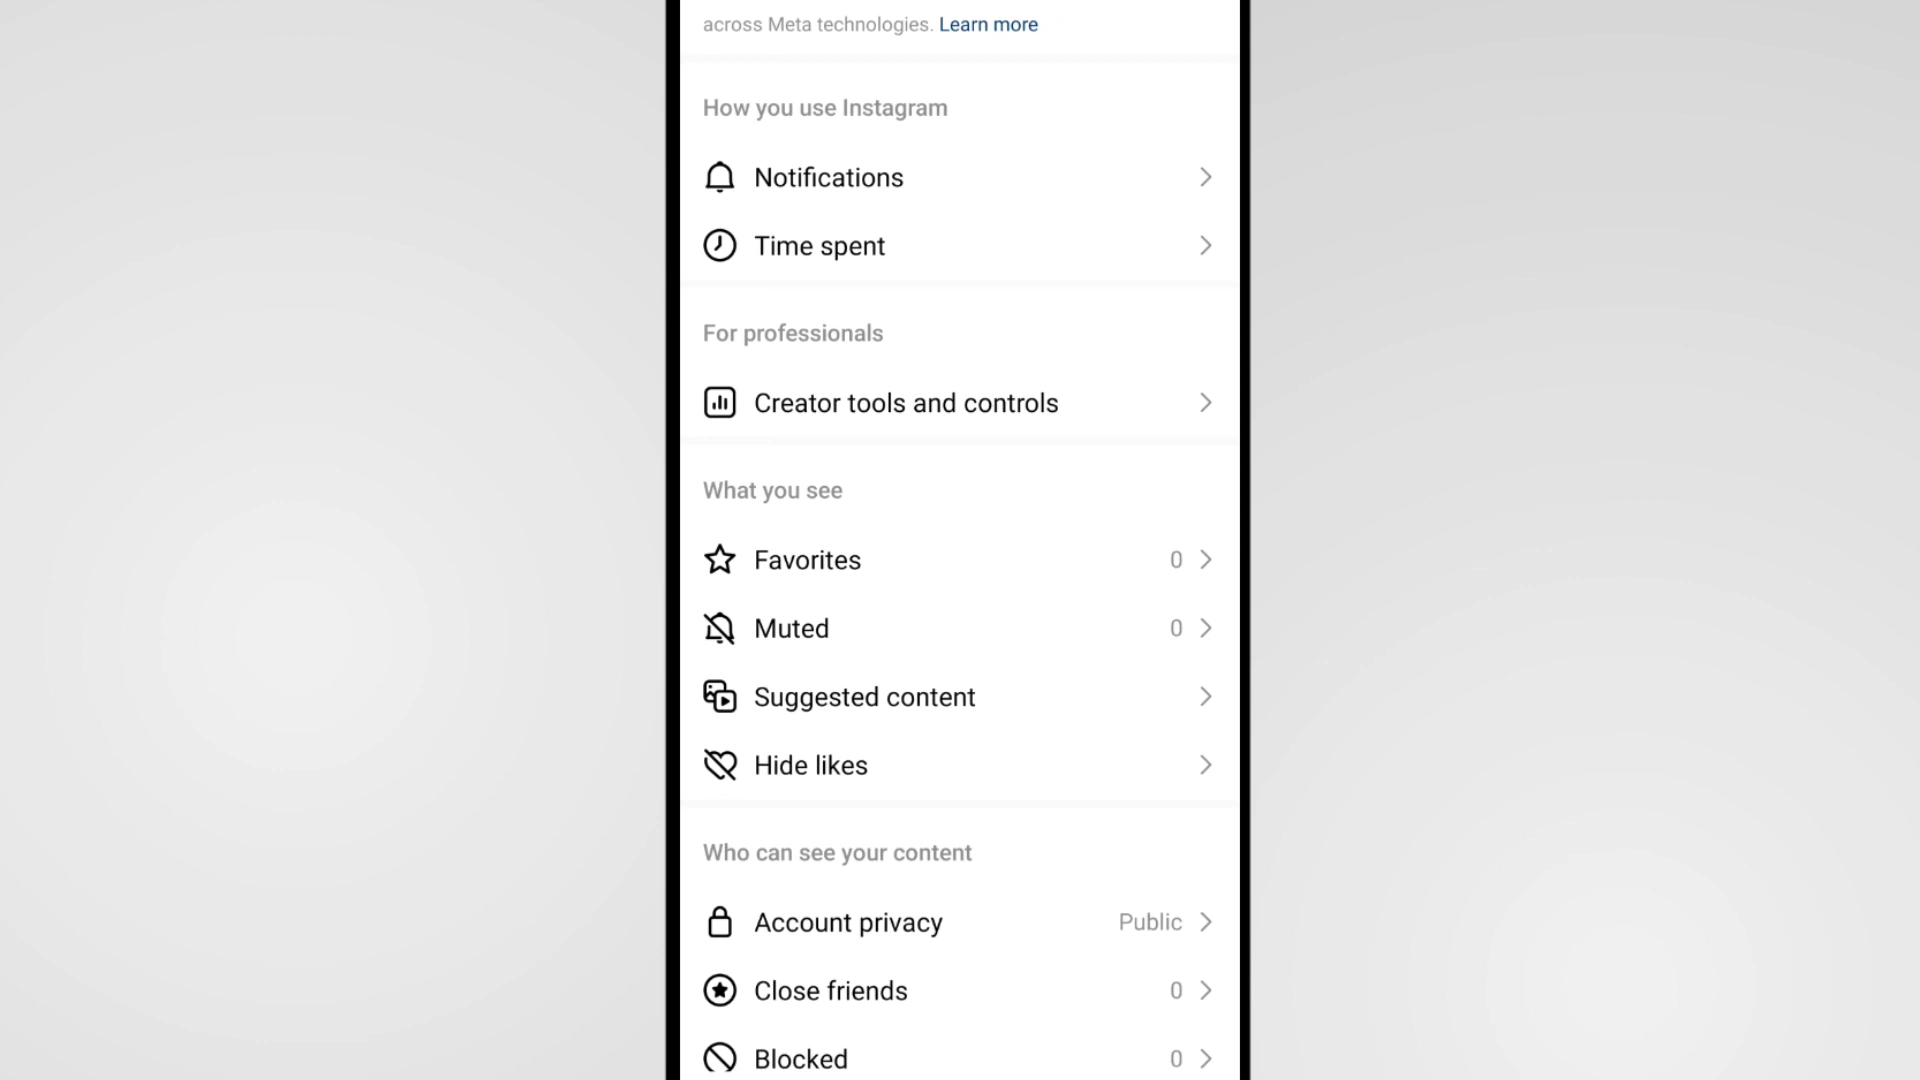 across Meta technologies. Learn more
How you use Instagram
Notifications
Time spent
For professionals
Creator tools and controls
What you see
Favorites 0
Muted 0
Suggested content
Hide likes
Who can see your content
Account privacy Public
Close friends 0
Blocked 0